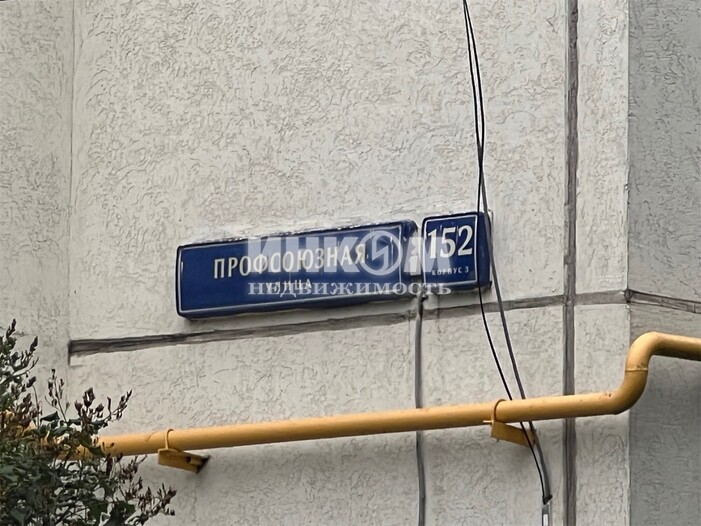 ПРОФСОЮЗНАЯ
УЛИЦА
152
КОРПУС 3
ИНКОМ
НЕДВИЖИМОСТЬ